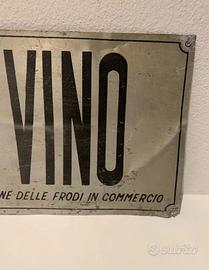 VINO
NE DELLE FRODI IN COMMERCIO
subito